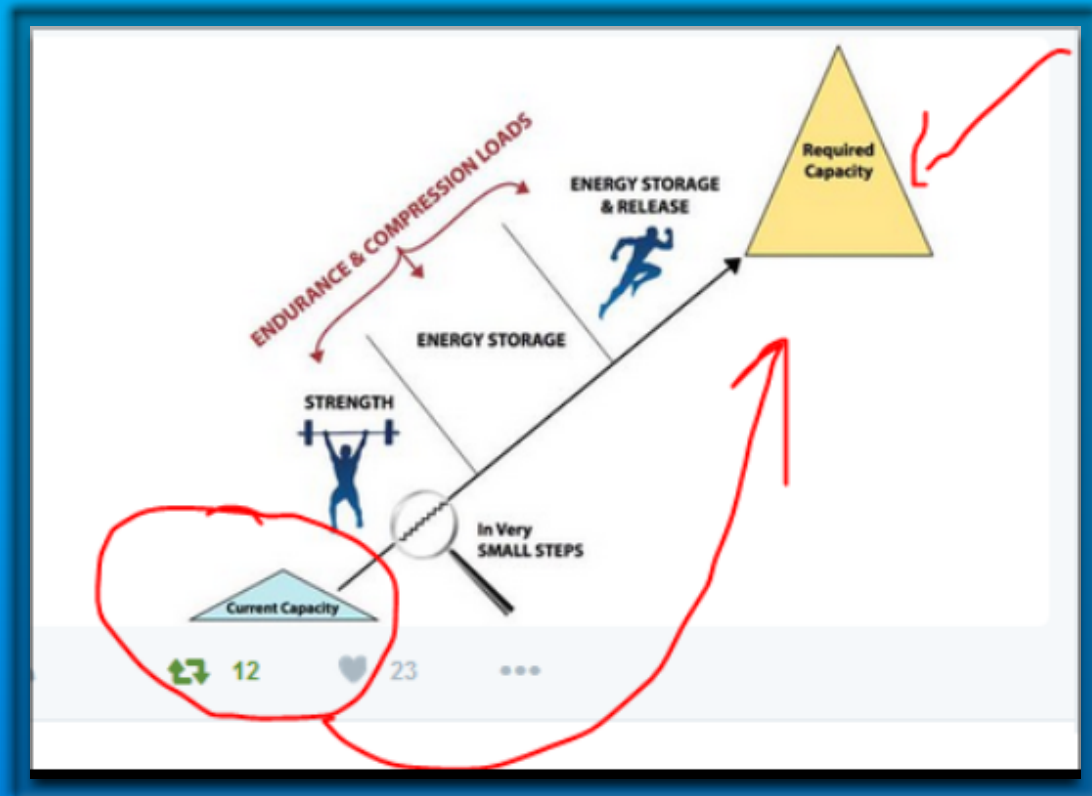 Required
Capacity
ENERGY STORAGE
& RELEASE
ENDURANCE & COMPRESSION LOADS
ENERGY STORAGE
STRENGTH
In Very
SMALL STEPS
Current Capacity
12 23